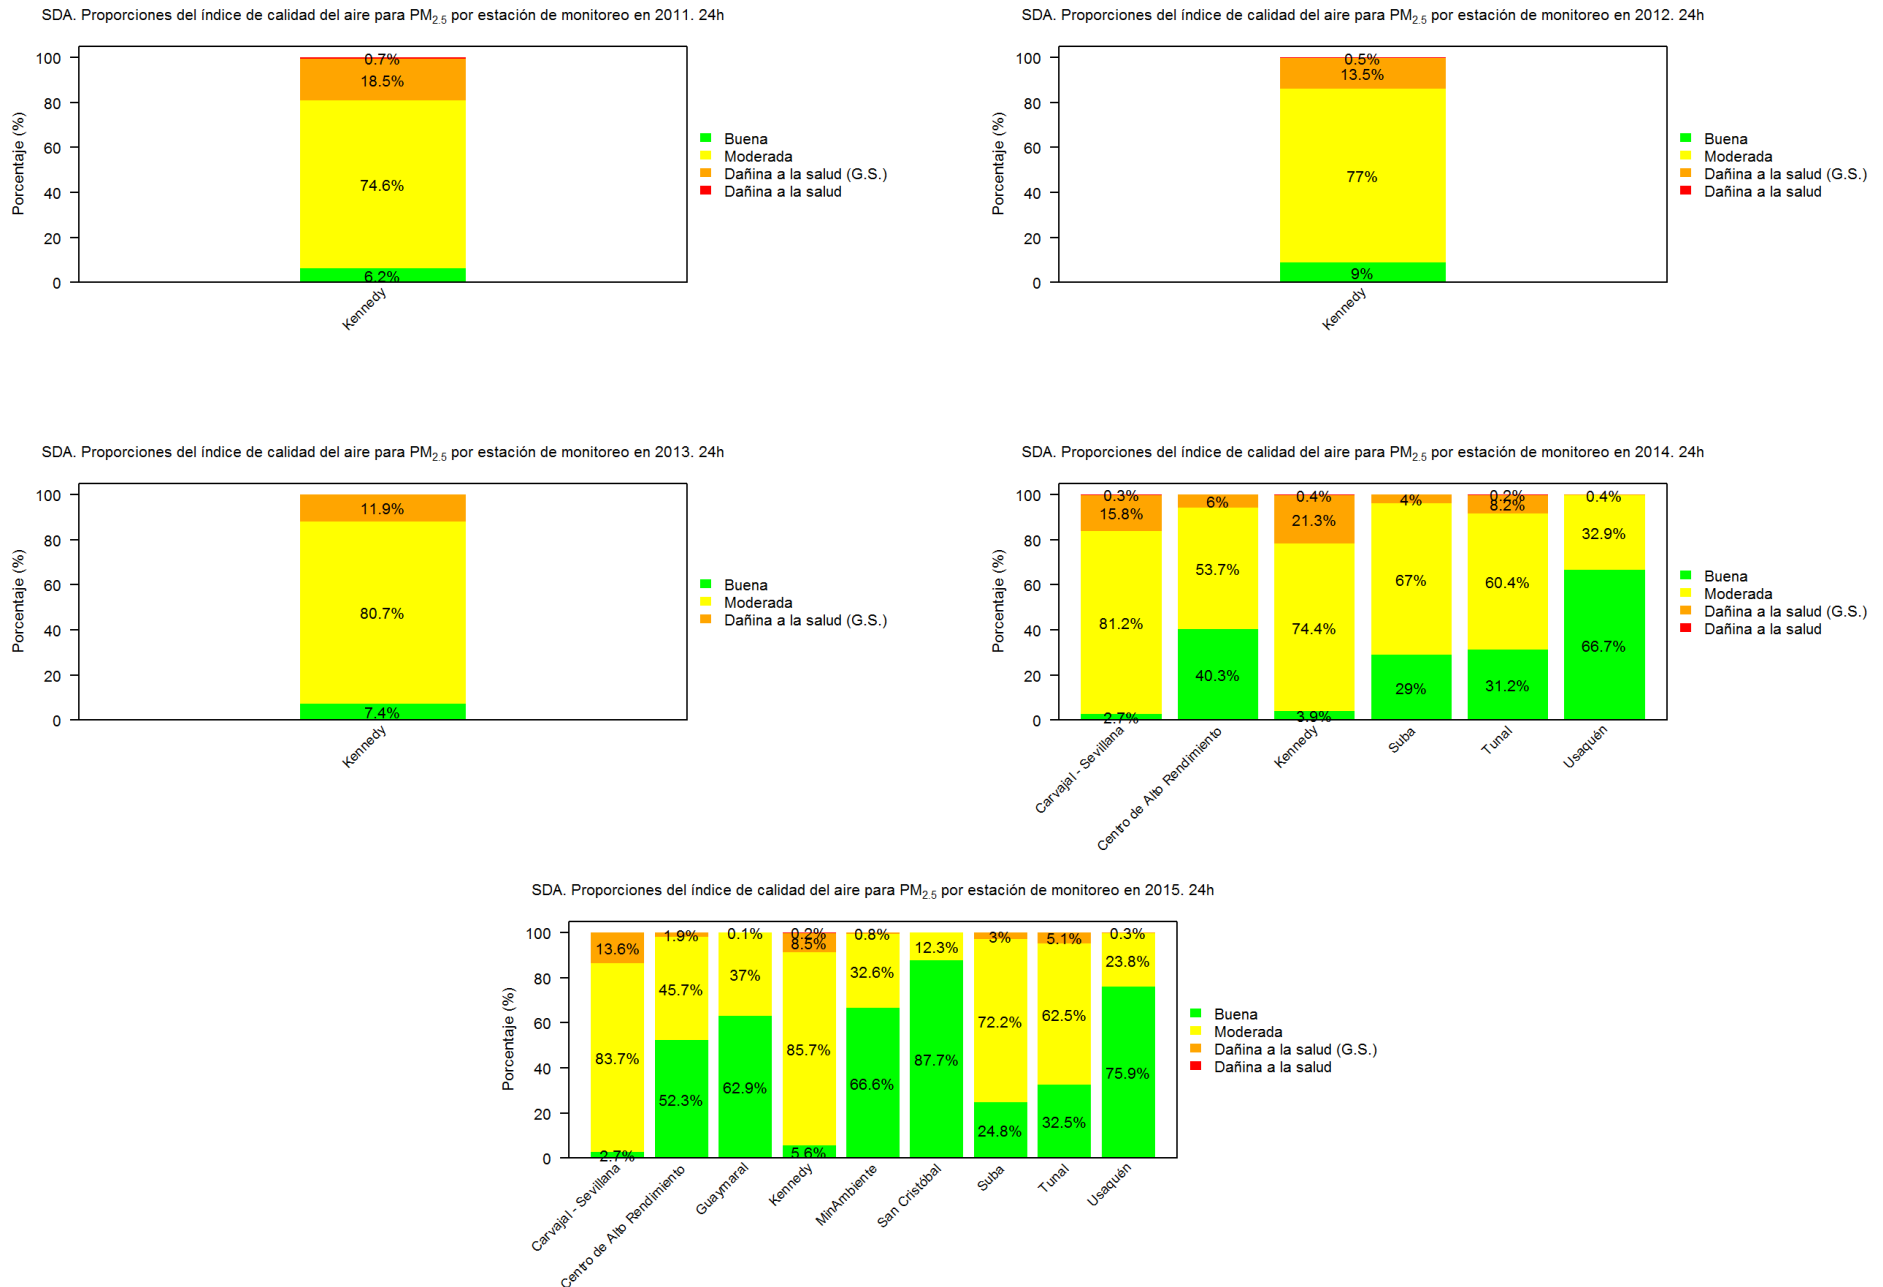 SDA. Proporciones del índice de calidad del aire para PM2.5 por estación de monitoreo en 2011. 24h
Porcentaje (%)
100
80
60
40
20
0
0.7%
18.5%
74.6%
6.2%
Kennedy
Buena
Moderada
Dañina a la salud (G.S.)
Dañina a la salud
SDA. Proporciones del índice de calidad del aire para PM2.5 por estación de monitoreo en 2012. 24h
Porcentaje (%)
100
80
60
40
20
0
0.5%
13.5%
77%
9%
Kennedy
Buena
Moderada
Dañina a la salud (G.S.)
Dañina a la salud
SDA. Proporciones del índice de calidad del aire para PM2.5 por estación de monitoreo en 2013. 24h
Porcentaje (%)
100
80
60
40
20
0
11.9%
80.7%
7.4%
Kennedy
Buena
Moderada
Dañina a la salud (G.S.)
SDA. Proporciones del índice de calidad del aire para PM2.5 por estación de monitoreo en 2014. 24h
Porcentaje (%)
100
80
60
40
20
0
0.3%
15.8%
81.2%
2.7%
6%
53.7%
40.3%
0.4%
21.3%
74.4%
3.9%
4%
67%
29%
0.2%
8.2%
60.4%
31.2%
0.4%
32.9%
66.7%
Carvajal - Sevillana
Centro de Alto Rendimiento
Kennedy
Suba
Tunal
Usaquén
Buena
Moderada
Dañina a la salud (G.S.)
Dañina a la salud
SDA. Proporciones del índice de calidad del aire para PM2.5 por estación de monitoreo en 2015. 24h
Porcentaje (%)
100
80
60
40
20
0
13.6%
83.7%
2.7%
1.9%
45.7%
52.3%
0.1%
37%
62.9%
0.2%
8.5%
85.7%
5.6%
0.8%
32.6%
66.6%
12.3%
87.7%
3%
72.2%
24.8%
5.1%
62.5%
32.5%
0.3%
23.8%
75.9%
Carvajal - Sevillana
Centro de Alto Rendimiento
Guaymaral
Kennedy
MinAmbiente
San Cristóbal
Suba
Tunal
Usaquén
Buena
Moderada
Dañina a la salud (G.S.)
Dañina a la salud